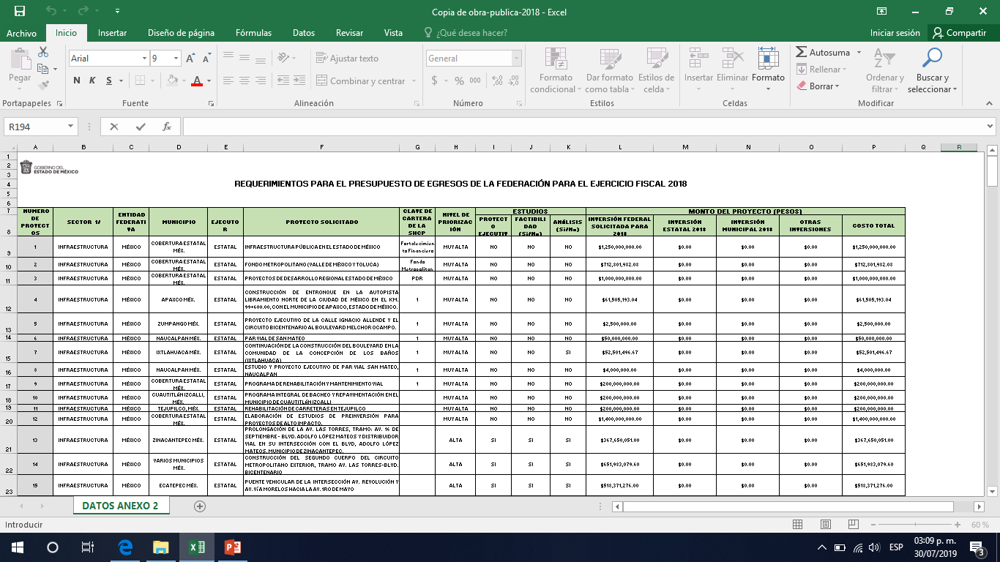 Copia de obra-publica-2018 - Excel
Archivo Inicio Insertar Diseño de página Fórmulas Datos Revisar Vista ¿Qué desea hacer? Iniciar sesión Compartir
Pegar
Arial 9 A A
N K S A
Ajustar texto
Combinar y centrar
General
$ % 000
Formato condicional
Dar formato como tabla
Estilos de celda
Insertar Eliminar Formato
Autosuma
Rellenar
Borrar
Ordenar y filtrar
Buscar y seleccionar
Portapapeles Fuente Alineación Número Estilos Celdas Modificar
R194 fx
A B C D E F G H I J K L M N O P Q R
1
2 GOBIERNO DEL
ESTADO DE MÉXICO
3
4 REQUERIMIENTOS PARA EL PRESUPUESTO DE EGRESOS DE LA FEDERACIÓN PARA EL EJERCICIO FISCAL 2018
5
6
7 ESTUDIOS MONTO DEL PROYECTO (PESOS)
8 NUMERO DE PROYECTOS SECTOR 1/ ENTIDAD FEDERATIVA MUNICIPIO EJECUTOR PROYECTO SOLICITADO CLAVE DE CARTERA DE LA SHCP NIVEL DE PRIORIZACIÓN PROYECTO EJECUTIV FACTIBILIDAD (Si/No) ANÁLISIS (Si/No) INVERSIÓN FEDERAL SOLICITADA PARA 2018 INVERSIÓN ESTATAL 2018 INVERSIÓN MUNICIPAL 2018 OTRAS INVERSIONES COSTO TOTAL
9 1 INFRAESTRUCTURA MÉXICO COBERTURA ESTATAL MÉX. ESTATAL INFRAESTRUCTURA PÚBLICA EN EL ESTADO DE MÉXICO Fortalecimiento Financiero MUY ALTA NO NO NO $1,250,000,000.00 $0.00 $0.00 $0.00 $1,250,000,000.00
10 2 INFRAESTRUCTURA MÉXICO COBERTURA ESTATAL MÉX. ESTATAL FONDO METROPOLITANO (VALLE DE MÉXICO Y TOLUCA) Fondo Metropolitan MUY ALTA NO NO NO $712,801,982.08 $0.00 $0.00 $0.00 $712,801,982.08
11 3 INFRAESTRUCTURA MÉXICO COBERTURA ESTATAL MÉX. ESTATAL PROYECTOS DE DESARROLLO REGIONAL ESTADO DE MÉXICO PDR MUY ALTA NO NO NO $1,000,000,000.00 $0.00 $0.00 $0.00 $1,000,000,000.00
12 4 INFRAESTRUCTURA MÉXICO APAXCO MÉX. ESTATAL CONSTRUCCIÓN DE ENTRONQUE EN LA AUTOPISTA LIBRAMIENTO NORTE DE LA CIUDAD DE MÉXICO EN EL KM. 99+600.00, CON EL MUNICIPIO DE APAXCO, ESTADO DE MÉXICO. 1 MUY ALTA NO NO NO $61,505,193.04 $0.00 $0.00 $0.00 $61,505,193.04
13 5 INFRAESTRUCTURA MÉXICO ZUMPANGO MÉX. ESTATAL PROYECTO EJECUTIVO DE LA CALLE IGNACIO ALLENDE Y EL CIRCUITO BICENTENARIO AL BOULEVARD MELCHOR OCAMPO. 1 MUY ALTA NO NO NO $2,500,000.00 $0.00 $0.00 $0.00 $2,500,000.00
14 6 INFRAESTRUCTURA MÉXICO NAUCALPAN MÉX. ESTATAL PAR VIAL DE SAN MATEO 1 MUY ALTA NO NO NO $50,000,000.00 $0.00 $0.00 $0.00 $50,000,000.00
15 7 INFRAESTRUCTURA MÉXICO IXTLAHUACA MÉX. ESTATAL CONTINUACIÓN DE LA CONSTRUCCIÓN DEL BOULEVARD EN LA COMUNIDAD DE LA CONCEPCIÓN DE LOS BAÑOS (IXTLAHUACA) 1 MUY ALTA NO NO SI $52,501,496.67 $0.00 $0.00 $0.00 $52,501,496.67
16 8 INFRAESTRUCTURA MÉXICO NAUCALPAN MÉX. ESTATAL ESTUDIO Y PROYECTO EJECUTIVO DE PAR VIAL SAN MATEO, NAUCALPAN 1 MUY ALTA NO NO NO $4,000,000.00 $0.00 $0.00 $0.00 $4,000,000.00
17 9 INFRAESTRUCTURA MÉXICO COBERTURA ESTATAL MÉX. ESTATAL PROGRAMA DE REHABILITACIÓN Y MANTENIMIENTO VIAL 1 MUY ALTA NO NO NO $200,000,000.00 $0.00 $0.00 $0.00 $200,000,000.00
18 10 INFRAESTRUCTURA MÉXICO CUAUTITLÁN IZCALLI, MÉX. ESTATAL PROGRAMA INTEGRAL DE BACHEO Y REPAVIMENTACIÓN EN EL MUNICIPIO DE CUAUTITLÁN IZCALLI MUY ALTA NO NO NO $200,000,000.00 $0.00 $0.00 $0.00 $200,000,000.00
19 11 INFRAESTRUCTURA MÉXICO TEJUPILCO, MÉX. ESTATAL REHABILITACIÓN DE CARRETERAS EN TEJUPILCO MUY ALTA NO NO NO $200,000,000.00 $0.00 $0.00 $0.00 $200,000,000.00
20 12 INFRAESTRUCTURA MÉXICO COBERTURA ESTATAL MÉX. ESTATAL ELABORACIÓN DE ESTUDIOS DE PREINVERSIÓN PARA PROYECTOS DE ALTO IMPACTO. MUY ALTA NO NO NO $1,400,000,000.00 $0.00 $0.00 $0.00 $1,400,000,000.00
21 13 INFRAESTRUCTURA MÉXICO ZINACANTEPEC MÉX. ESTATAL PROLONGACIÓN DE LA AV. LAS TORRES, TRAMO: AV. 16 DE SEPTIEMBRE - BLVD. ADOLFO LÓPEZ MATEOS Y DISTRIBUIDOR VIAL EN SU INTERSECCIÓN CON EL BLVD, ADOLFO LÓPEZ MATEOS, MUNICIPIO DE ZINACANTEPEC. ALTA SI SI SI $367,650,051.00 $0.00 $0.00 $0.00 $367,650,051.00
22 14 INFRAESTRUCTURA MÉXICO VARIOS MUNICIPIOS MÉX. ESTATAL CONSTRUCCIÓN DEL SEGUNDO CUERPO DEL CIRCUITO METROPOLITANO EXTERIOR, TRAMO AV. LAS TORRES-BLVD. BICENTENARIO ALTA SI SI SI $651,983,079.60 $0.00 $0.00 $0.00 $651,983,079.60
23 15 INFRAESTRUCTURA MÉXICO ECATEPEC MÉX. ESTATAL PUENTE VEHICULAR DE LA INTERSECCIÓN AV. REVOLUCIÓN Y AV. VÍA MORELOS HACIA LA AV. 1RO DE MAYO ALTA SI SI SI $518,371,276.00 $0.00 $0.00 $0.00 $518,371,276.00
DATOS ANEXO 2
Introducir 60 %
ESP 03:09 p. m.
30/07/2019 3